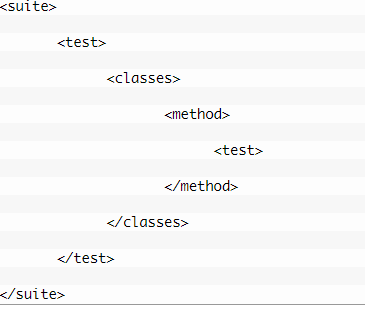 <suite>
<test>
<classes>
<method>
<test>
</method>
</classes>
</test>
</suite>